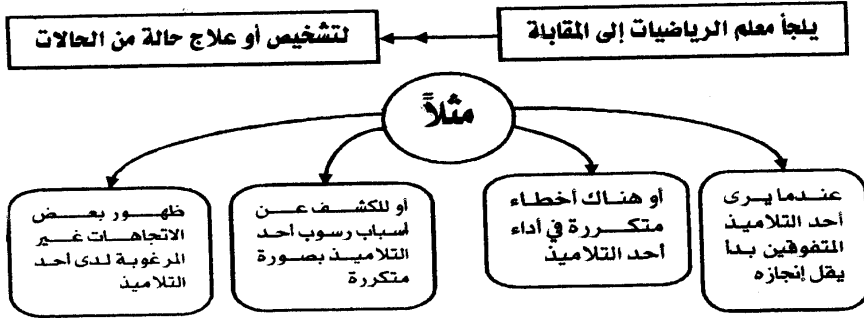 يلجأ معلم الرياضيات إلى المقابلة
لتشخيص أو علاج حالة من الحالات
مثلاً
عندما يرى
أحد التلاميذ
المتفوقين بدأ
يقل إنجازه
أو هناك أخطاء
متكررة في أداء
أحد التلاميذ
أو للكشف عن
اسباب رسوب أحد
التلاميذ بصورة
متكررة
ظهور بعض
الاتجاهات غير
المرغوبة لدى أحد
التلاميذ